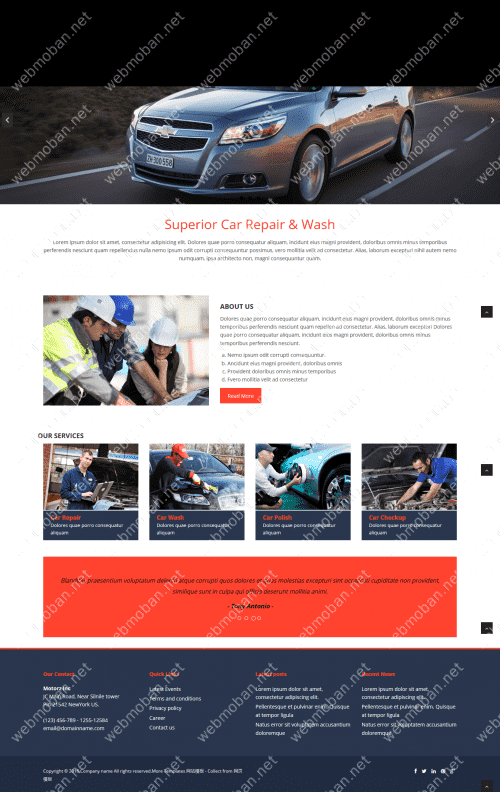 ZH·300 558
Superior Car Repair & Wash
Lorem ipsum dolor sit amet, consectetur adipisicing elit. Dolores quae porro consequatur aliquam, incidunt eius magni provident, doloribus omnis minus temporibus
perferendis nesciunt quam repellendus nulla nemo ipsum odit corrupti consequuntur possimus, vero mollitia velit ad consectetur. Alias, laborum excepturi nihil autem nemo
numquam, ipsa architecto non, magni consequuntur quam.
ABOUT US
Dolores quae porro consequatur aliquam, incidunt eius magni provident, doloribus omnis minus
temporibus perferendis nesciunt quam repellen ad consectetur. Alias, laborum excepturi Dolores
quae porro consequatur aliquam, incidunt eius magni provident, doloribus omnis minus temporibus
perferendis nesciunt.
a. Nemo ipsum odit corrupti consequuntur.
b. Ancidunt eius magni provident, doloribus omnis
c. Provident doloribus omnis minus temporibus
d. Fvero mollitia velit ad consectetur
Read More
OUR SERVICES
Car Repair
Dolores quae porro consequatur
aliquam
Car Wash
Dolores quae porro consequatur
aliquam
Car Polish
Dolores quae porro consequatur
aliquam
Car Checkup
Dolores quae porro consequatur
aliquam
praesentium voluptatum deleniti atque corrupti quos dolores et quas molestias excepturi sint occaecati cupiditate non provident,
similique sunt in culpa qui officia deserunt mollitia animi.
- Tony Antonio -
Our Contact
Motorz Inc
JC Main Road, Near Silnile tower
Pin-21542 NewYork US.
(123) 456-789 - 1255-12584
email@domainname.com
Quick Links
Latest Events
Terms and conditions
Privacy policy
Career
Contact us
Latest posts
Lorem ipsum dolor sit amet,
consectetur adipiscing elit.
Pellentesque et pulvinar enim. Quisque
at tempor ligula
Natus error sit voluptatem accusantium
doloremque
Recent News
Lorem ipsum dolor sit amet,
consectetur adipiscing elit.
Pellentesque et pulvinar enim. Quisque
at tempor ligula
Natus error sit voluptatem accusantium
doloremque
Copyright © 2016.Company name All rights reserved.More Templates 网站模板 - Collect from 网页
模板
webmoban.net